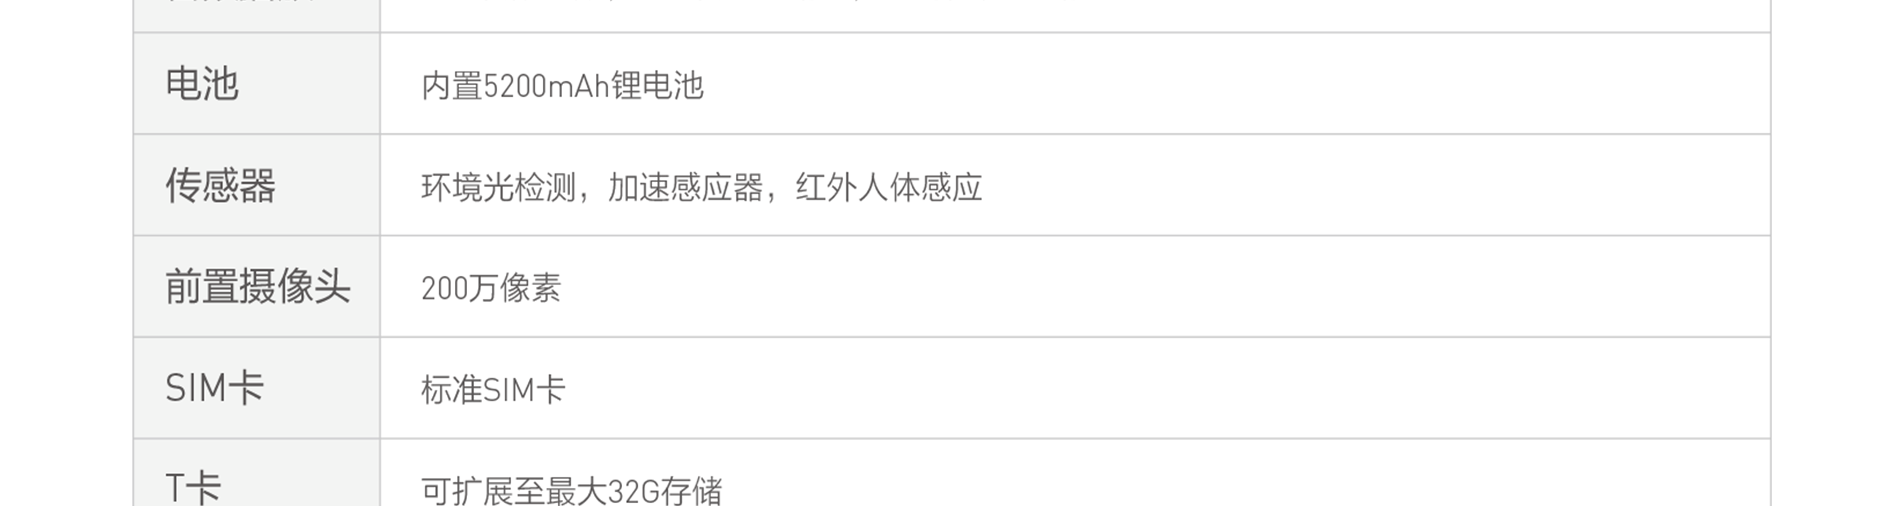 电池
内置5200mAh锂电池
传感器
环境光检测，加速感应器，红外人体感应
前置摄像头
200万像素
SIM卡
标准SIM卡
T卡
可扩展至最大32G存储